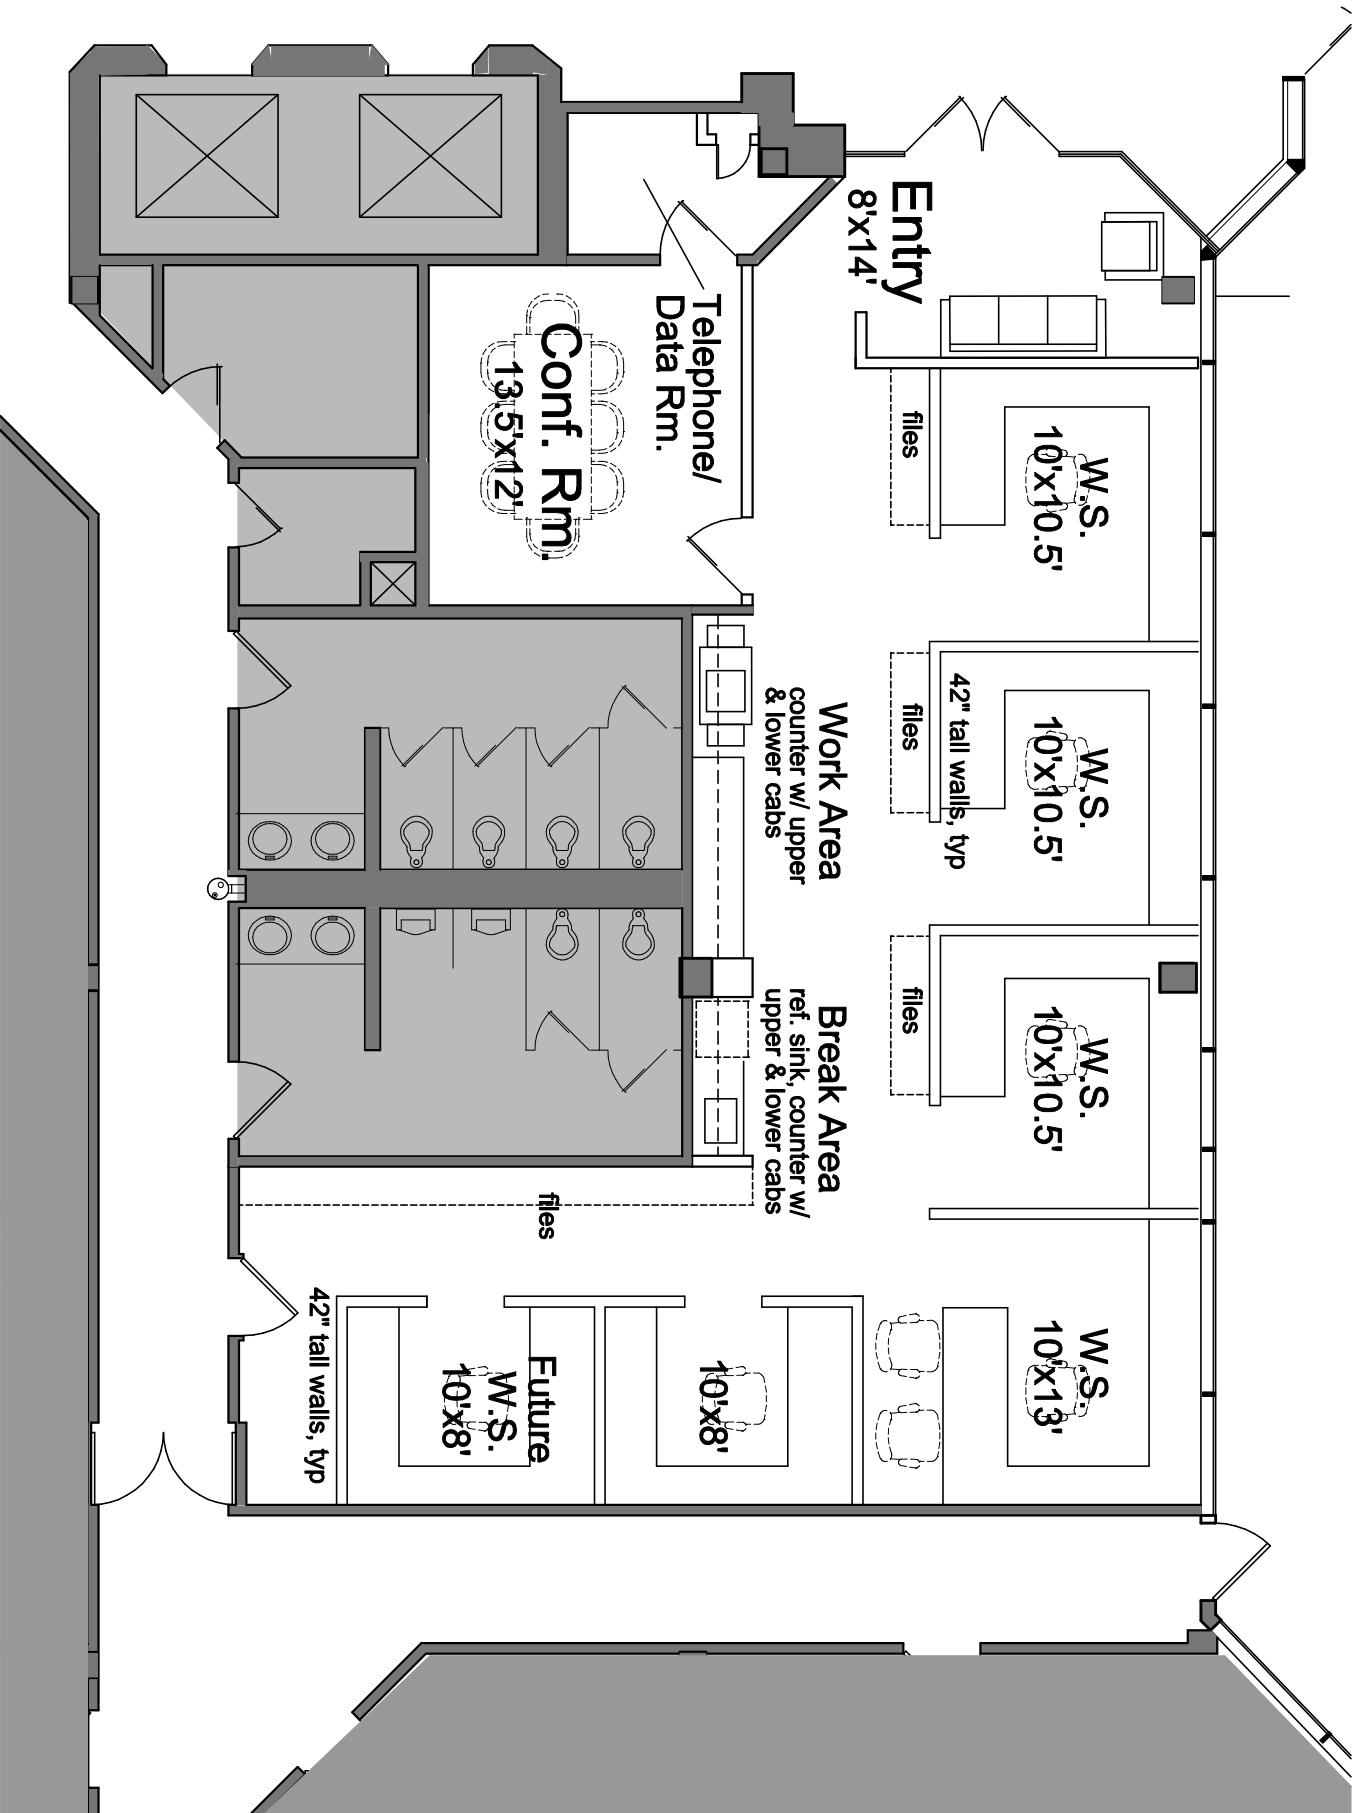 Entry
8'x14'
Telephone/
Data Rm.
Conf. Rm.
13.5'x12'
files
W.S.
10'x10.5'
files
42" tall walls, typ
W.S.
10'x10.5'
Work Area
counter w/ upper
& lower cabs
files
W.S.
10'x10.5'
Break Area
ref. sink, counter w/
upper & lower cabs
files
W.S.
10'x13'
10'x8'
Future
W.S.
10'x8'
42" tall walls, typ